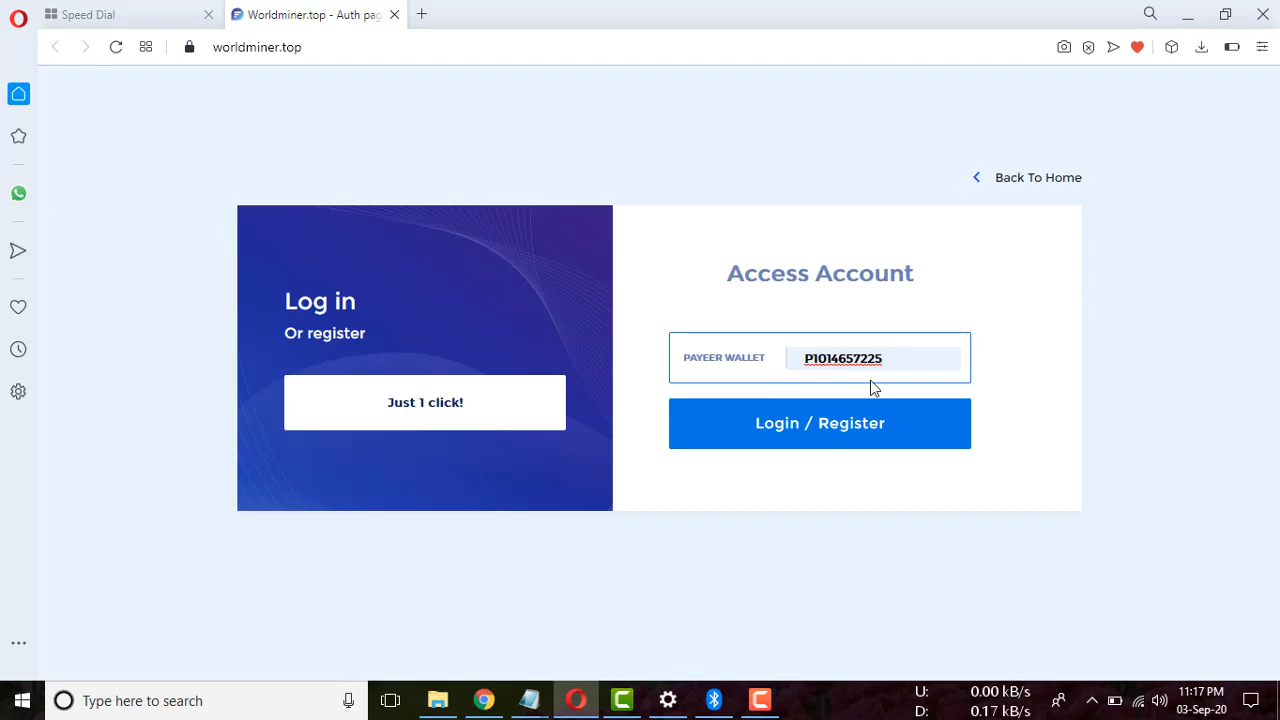 Speed Dial
Worldminer.top - Auth pag
worldminer.top
Back To Home
Log in
Or register
Just 1 click!
Access Account
PAYEER WALLET
P1014657225
Login / Register
Type here to search
U: 0.00 kB/s
D: 0.17 kB/s
11:17 PM
03-Sep-20